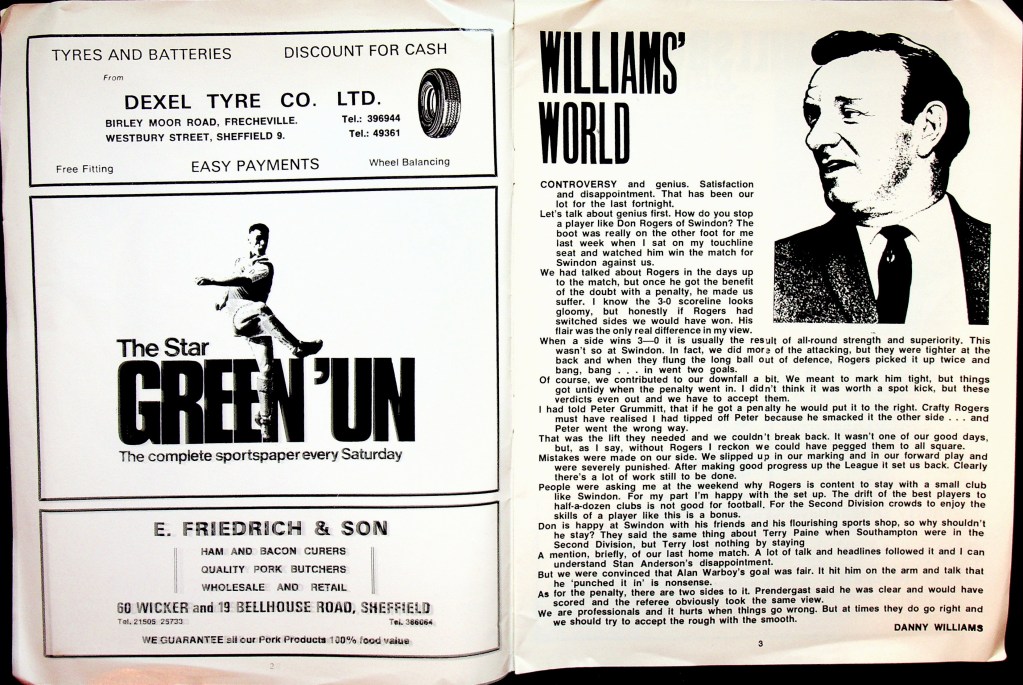 TYRES AND BATTERIES DISCOUNT FOR CASH
From
DEXEL TYRE CO. LTD.
BIRLEY MOOR ROAD, FRECHEVILLE. Tel.: 396944
WESTBURY STREET, SHEFFIELD 9. Tel.: 49361
Free Fitting EASY PAYMENTS Wheel Balancing
The Star
GREEN 'UN
The complete sportspaper every Saturday
E. FRIEDRICH & SON
HAM AND BACON CURERS
QUALITY PORK BUTCHERS
WHOLESALE AND RETAIL
60 WICKER and 19 BELLHOUSE ROAD, SHEFFIELD
Tel. 21505 25733 Tel. 386064
WE GUARANTEE all our Pork Products 100% food value
2
WILLIAMS'
WORLD
CONTROVERSY and genius. Satisfaction
and disappointment. That has been our
lot for the last fortnight.
Let's talk about genius first. How do you stop
a player like Don Rogers of Swindon? The
boot was really on the other foot for me
last week when I sat on my touchline
seat and watched him win the match for
Swindon against us.
We had talked about Rogers in the days up
to the match, but once he got the benefit
of the doubt with a penalty, he made us
suffer. I know the 3-0 scoreline looks
gloomy, but honestly if Rogers had
switched sides we would have won. His
flair was the only real difference in my view.
When a side wins 3—0 it is usually the result of all-round strength and superiority. This
wasn't so at Swindon. In fact, we did more of the attacking, but they were tighter at the
back and when they flung the long ball out of defence, Rogers picked it up twice and
bang, bang . . . in went two goals.
Of course, we contributed to our downfall a bit. We meant to mark him tight, but things
got untidy when the penalty went in. I didn't think it was worth a spot kick, but these
verdicts even out and we have to accept them.
I had told Peter Grummitt, that if he got a penalty he would put it to the right. Crafty Rogers
must have realised I had tipped off Peter because he smacked it the other side . . . and
Peter went the wrong way.
That was the lift they needed and we couldn't break back. It wasn't one of our good days,
but, as I say, without Rogers I reckon we could have pegged them to all square.
Mistakes were made on our side. We slipped up in our marking and in our forward play and
were severely punished. After making good progress up the League it set us back. Clearly
there's a lot of work still to be done.
People were asking me at the weekend why Rogers is content to stay with a small club
like Swindon. For my part I'm happy with the set up. The drift of the best players to
half-a-dozen clubs is not good for football. For the Second Division crowds to enjoy the
skills of a player like this is a bonus.
Don is happy at Swindon with his friends and his flourishing sports shop, so why shouldn't
he stay? They said the same thing about Terry Paine when Southampton were in the
Second Division, but Terry lost nothing by staying
A mention, briefly, of our last home match. A lot of talk and headlines followed it and I can
understand Stan Anderson's disappointment.
But we were convinced that Alan Warboy's goal was fair. It hit him on the arm and talk that
he 'punched it in' is nonsense.
As for the penalty, there are two sides to it. Prendergast said he was clear and would have
scored and the referee obviously took the same view.
We are professionals and it hurts when things go wrong. But at times they do go right and
we should try to accept the rough with the smooth.
DANNY WILLIAMS
3